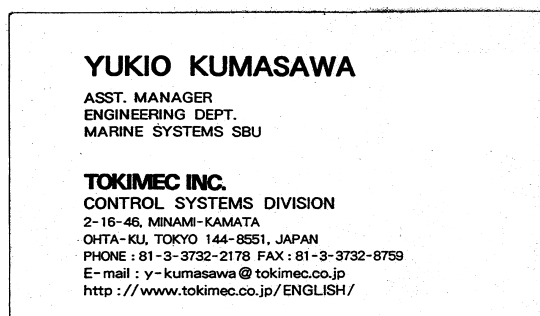 YUKIO KUMASAWA
ASST. MANAGER
ENGINEERING DEPT.
MARINE SYSTEMS SBU
TOKIMEC INC.
CONTROL SYSTEMS DIVISION
2-16-46, MINAMI-KAMATA
OHTA-KU, TOKYO 144-8551, JAPAN
PHONE : 81-3-3732-2178 FAX : 81-3-3732-8759
E-mail : y-kumasawa@tokimec.co.jp
http : //www.tokimec.co.jp/ENGLISH/